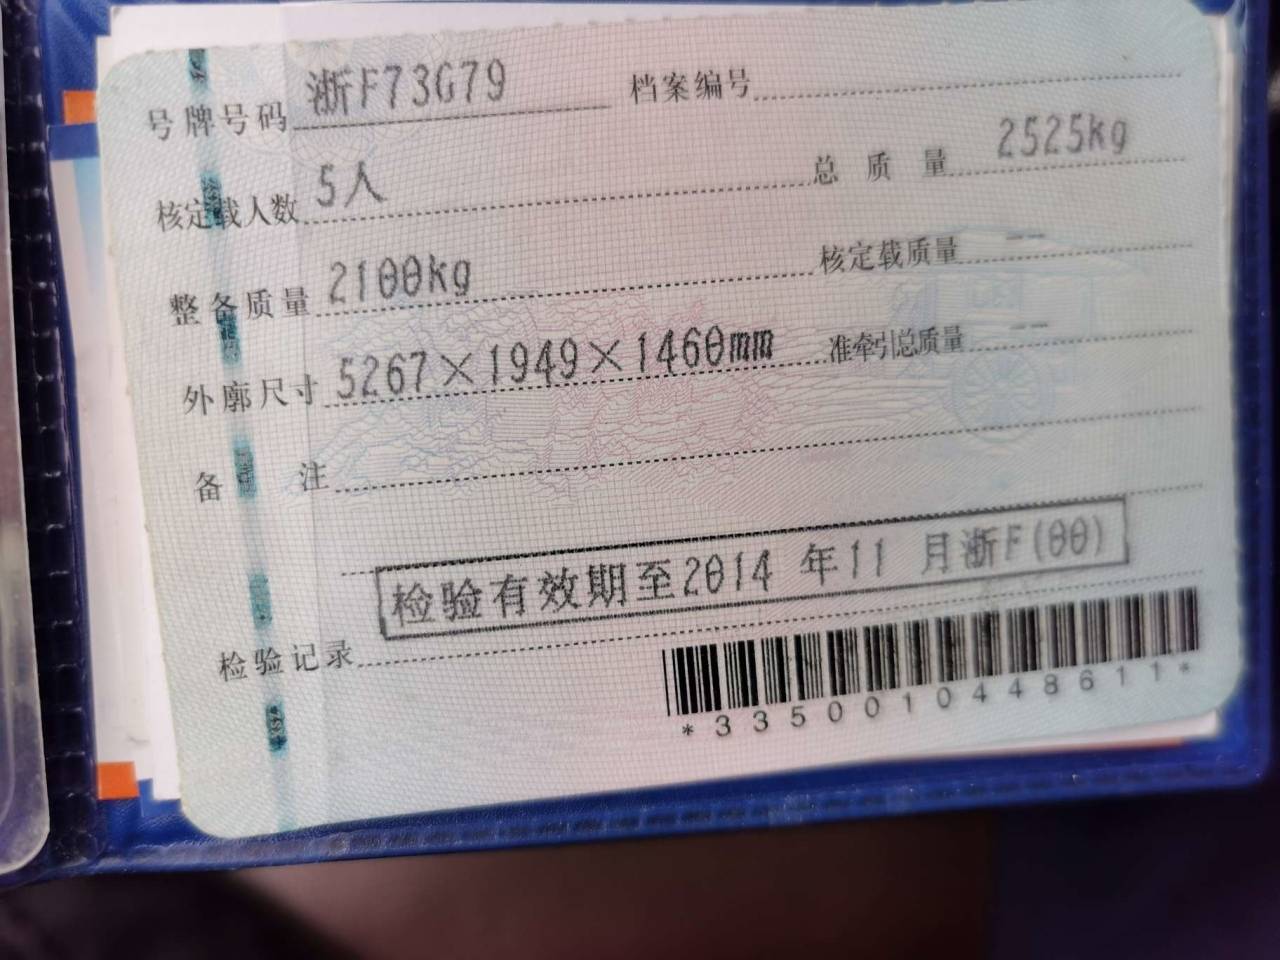 号牌号码 浙F73G79 档案编号
核定载人数 5人 总质量 2525kg
整备质量 2100kg 核定载质量 --
外廓尺寸 5267×1949×1460mm 准牵引总质量 --
备注
检验有效期至2014 年11 月浙F(00)
检验记录
*3350010448611*